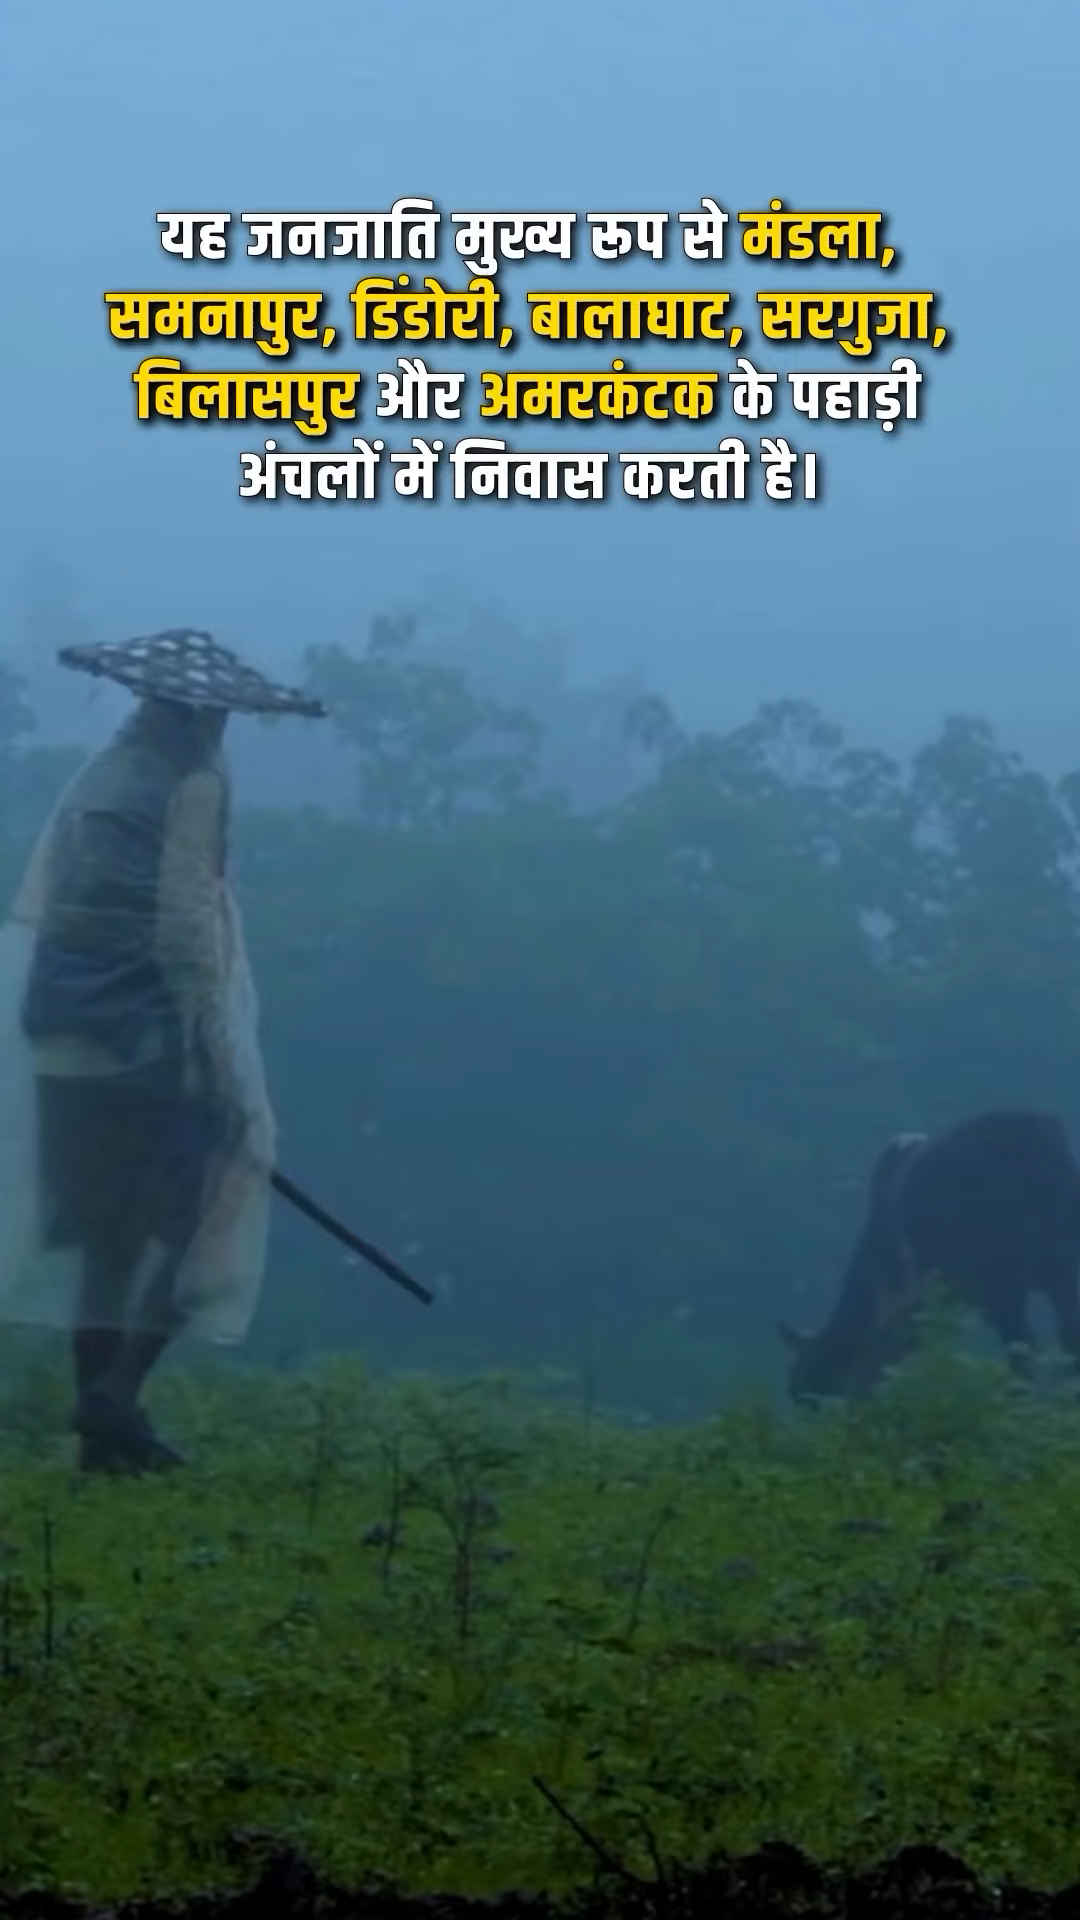 यह जनजाति मुख्य रूप से मंडला,
समनापुर, डिंडोरी, बालाघाट, सरगुजा,
बिलासपुर और अमरकंटक के पहाड़ी
अंचलों में निवास करती है।